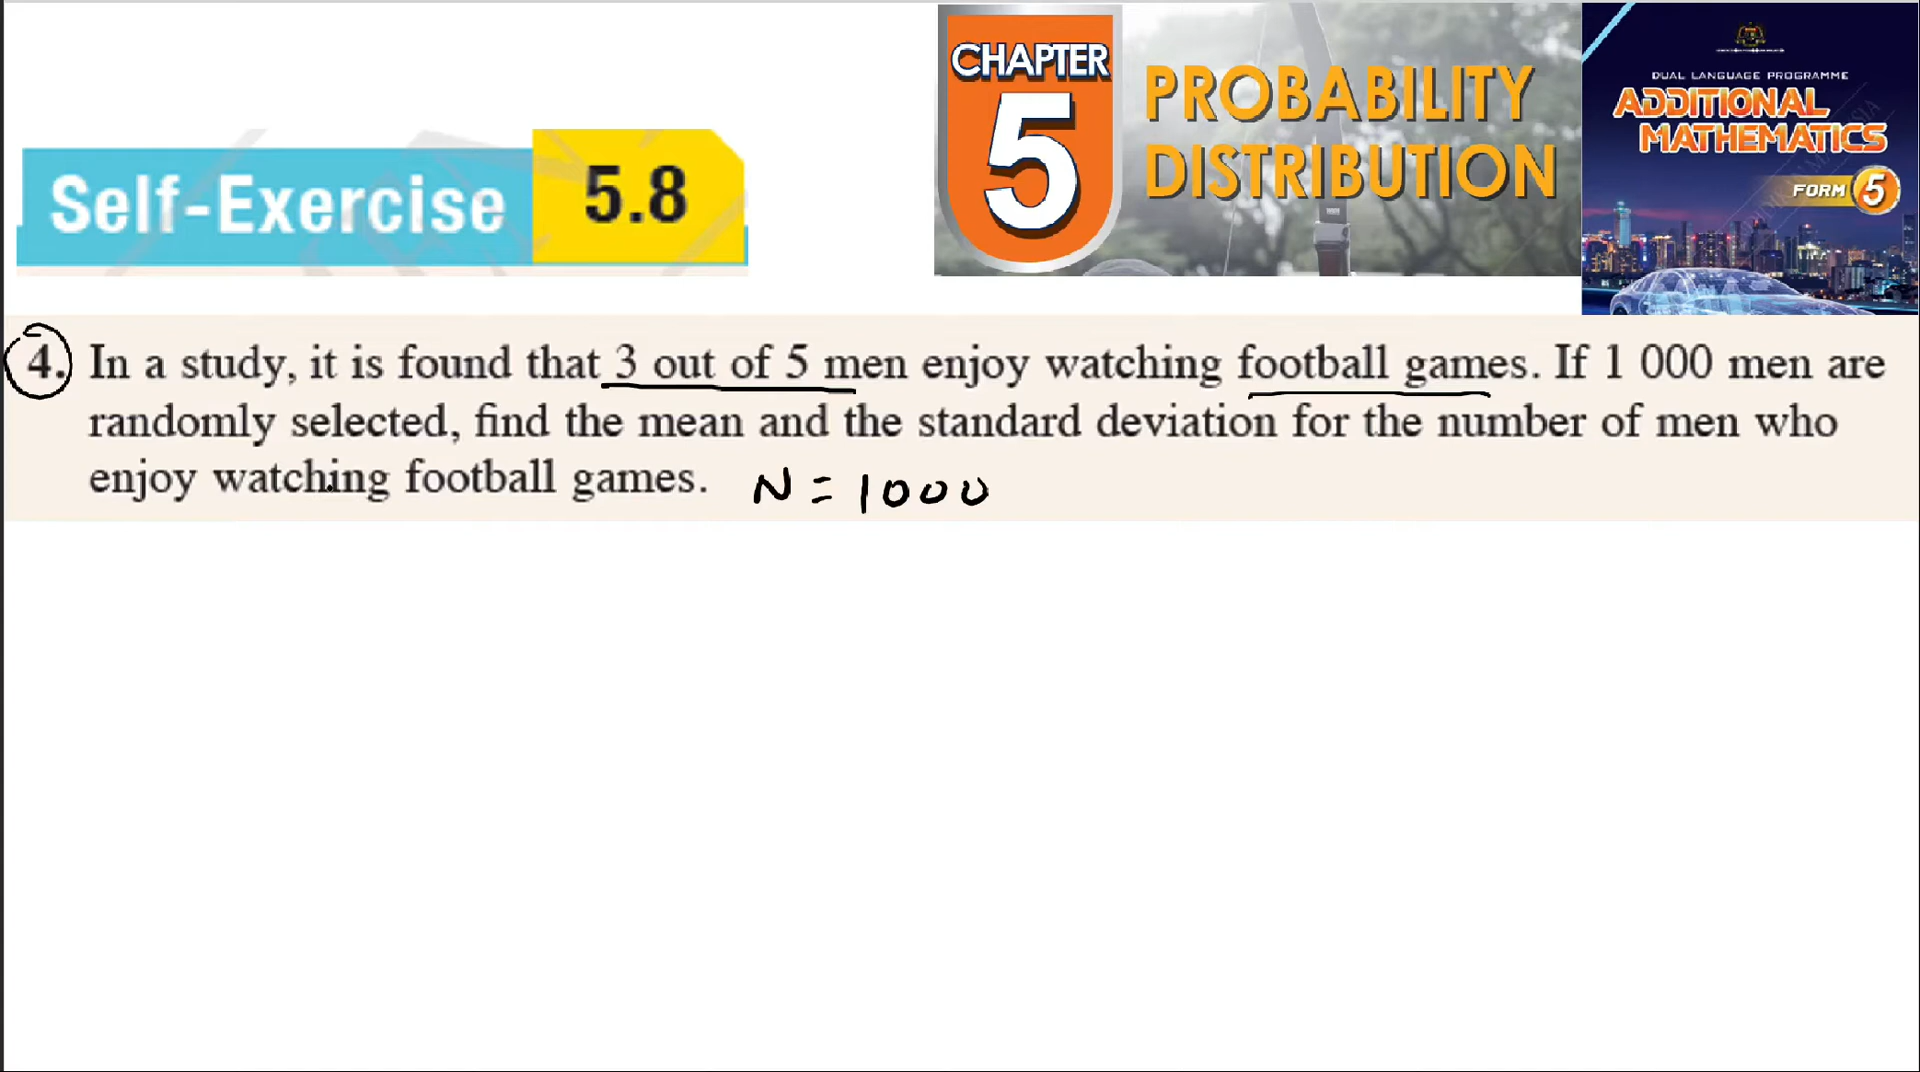 CHAPTER
5
PROBABILITY
DISTRIBUTION
DUAL LANGUAGE PROGRAMME
ADDITIONAL
MATHEMATICS
FORM 5
Self-Exercise 5.8
4. In a study, it is found that 3 out of 5 men enjoy watching football games. If 1 000 men are
randomly selected, find the mean and the standard deviation for the number of men who
enjoy watching football games. N = 1000